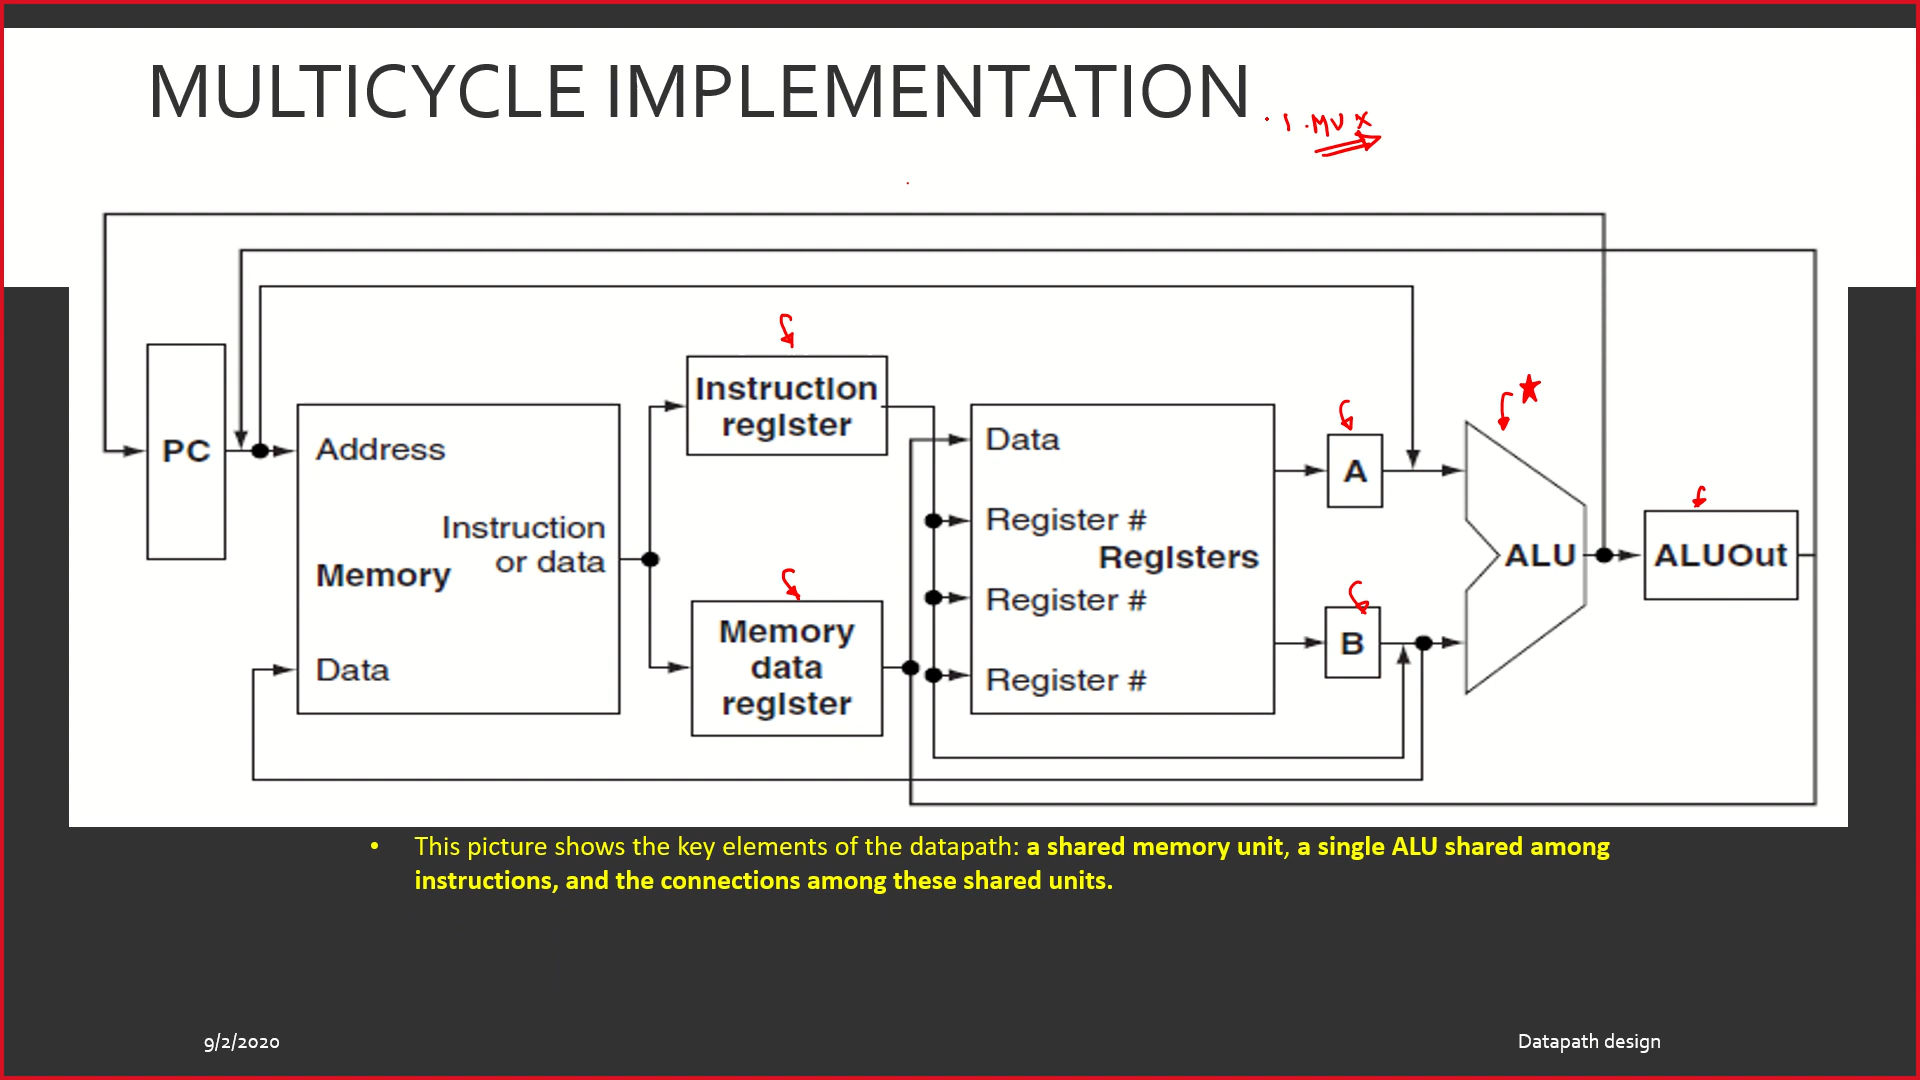 MULTICYCLE IMPLEMENTATION
1. MUX
PC
Address
Instruction
or data
Memory
Data
Instruction
register
Memory
data
register
Data
Register #
Registers
Register #
Register #
A
B
ALU
ALUOut
• This picture shows the key elements of the datapath: a shared memory unit, a single ALU shared among
instructions, and the connections among these shared units.
9/2/2020
Datapath design